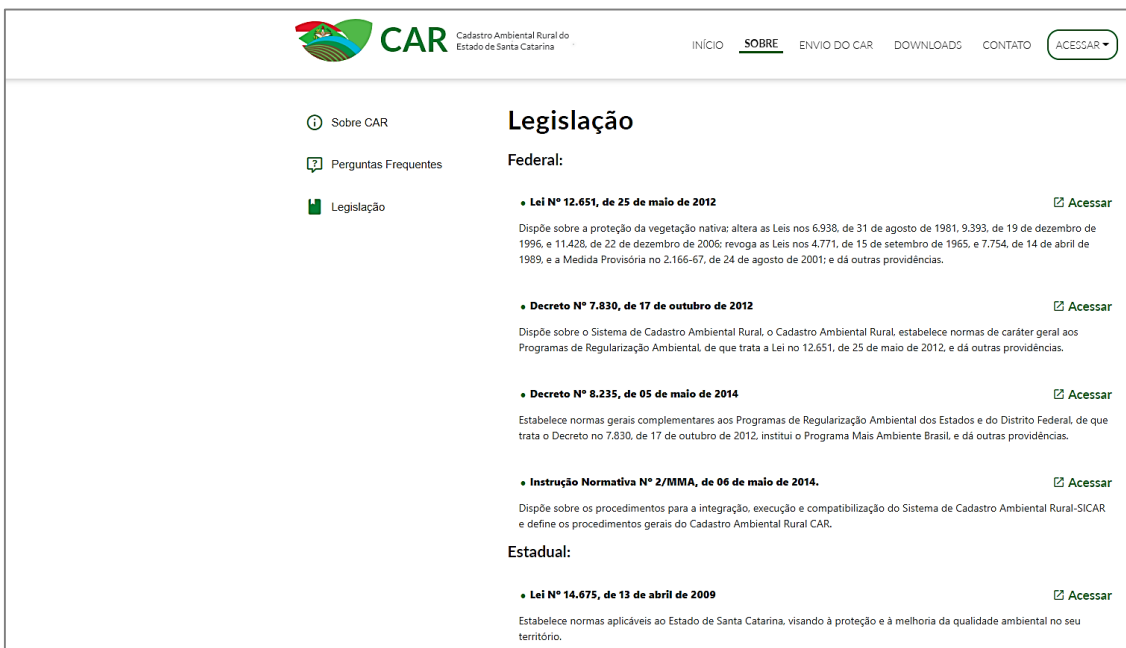 CAR
Cadastro Ambiental Rural do
Estado de Santa Catarina
INÍCIO SOBRE ENVIO DO CAR DOWNLOADS CONTATO ACESSAR
Sobre CAR
Perguntas Frequentes
Legislação
Legislação
Federal:
• Lei Nº 12.651, de 25 de maio de 2012 Acessar
Dispõe sobre a proteção da vegetação nativa; altera as Leis nos 6.938, de 31 de agosto de 1981, 9.393, de 19 de dezembro de
1996, e 11.428, de 22 de dezembro de 2006; revoga as Leis nos 4.771, de 15 de setembro de 1965, e 7.754, de 14 de abril de
1989, e a Medida Provisória no 2.166-67, de 24 de agosto de 2001; e dá outras providências.
• Decreto Nº 7.830, de 17 de outubro de 2012 Acessar
Dispõe sobre o Sistema de Cadastro Ambiental Rural, o Cadastro Ambiental Rural, estabelece normas de caráter geral aos
Programas de Regularização Ambiental, de que trata a Lei no 12.651, de 25 de maio de 2012, e dá outras providências.
• Decreto Nº 8.235, de 05 de maio de 2014 Acessar
Estabelece normas gerais complementares aos Programas de Regularização Ambiental dos Estados e do Distrito Federal, de que
trata o Decreto no 7.830, de 17 de outubro de 2012, institui o Programa Mais Ambiente Brasil, e dá outras providências.
• Instrução Normativa Nº 2/MMA, de 06 de maio de 2014. Acessar
Dispõe sobre os procedimentos para a integração, execução e compatibilização do Sistema de Cadastro Ambiental Rural-SICAR
e define os procedimentos gerais do Cadastro Ambiental Rural CAR.
Estadual:
• Lei Nº 14.675, de 13 de abril de 2009 Acessar
Estabelece normas aplicáveis ao Estado de Santa Catarina, visando à proteção e à melhoria da qualidade ambiental no seu
território.